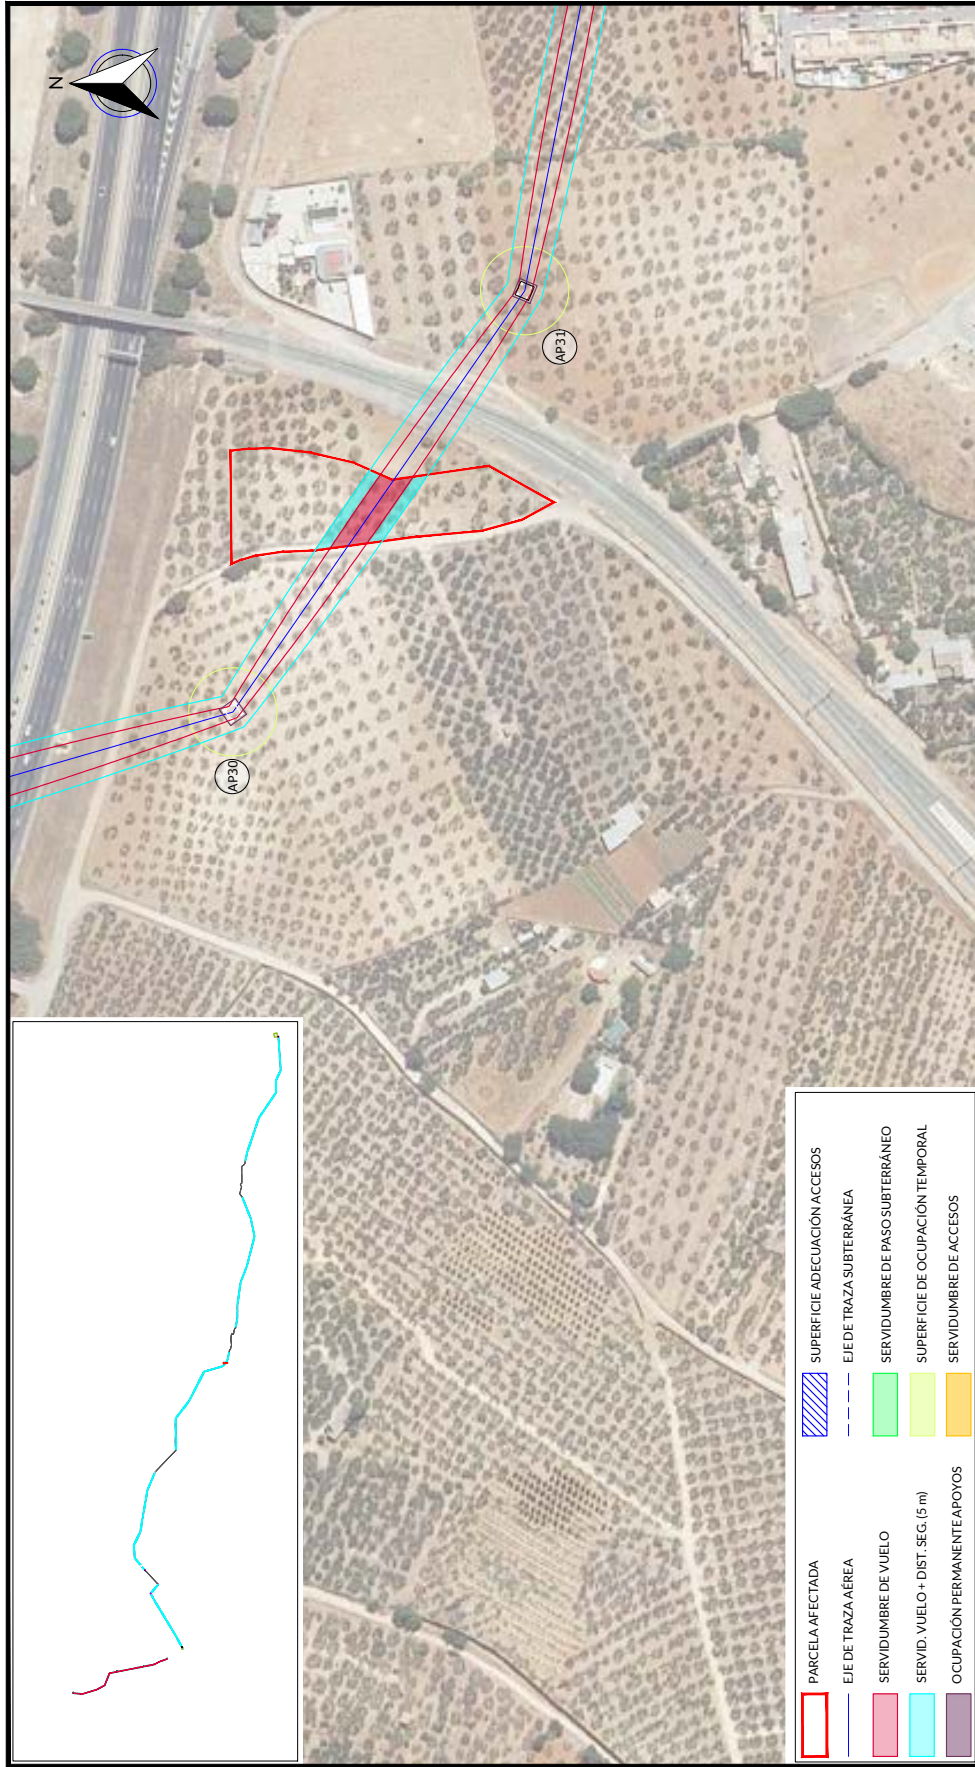 N
AP31
AP30
PARCELA AFECTADA
EJE DE TRAZA AÉREA
SERVIDUMBRE DE VUELO
SERVID. VUELO + DIST. SEG. (5 m)
OCUPACIÓN PERMANENTE APOYOS
SUPERFICIE ADECUACIÓN ACCESOS
EJE DE TRAZA SUBTERRÁNEA
SERVIDUMBRE DE PASO SUBTERRÁNEO
SUPERFICIE DE OCUPACIÓN TEMPORAL
SERVIDUMBRE DE ACCESOS